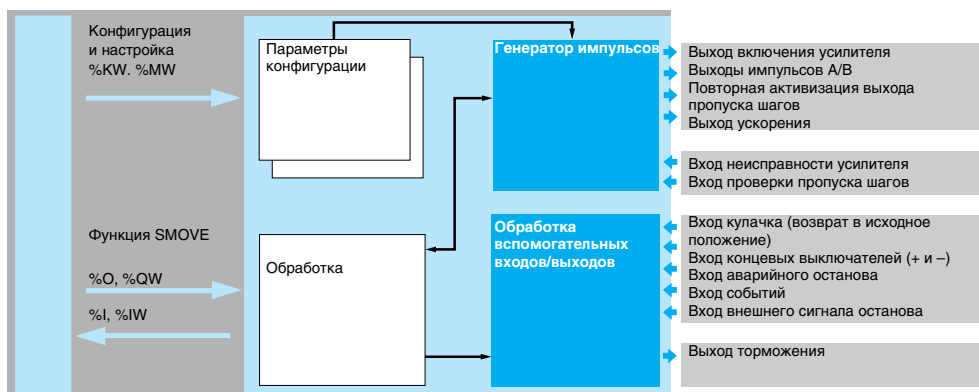 Конфигурация
и настройка
%KW. %MW
Параметры
конфигурации
Генератор импульсов
Выход включения усилителя
Выходы импульсов А/В
Повторная активизация выхода
пропуска шагов
Выход ускорения
Вход неисправности усилителя
Вход проверки пропуска шагов
Функция SMOVE
%O, %QW
%I, %IW
Обработка
Обработка
вспомогательных
входов/выходов
Вход кулачка (возврат в исходное
положение)
Вход концевых выключателей (+ и –)
Вход аварийного останова
Вход событий
Вход внешнего сигнала останова
Выход торможения